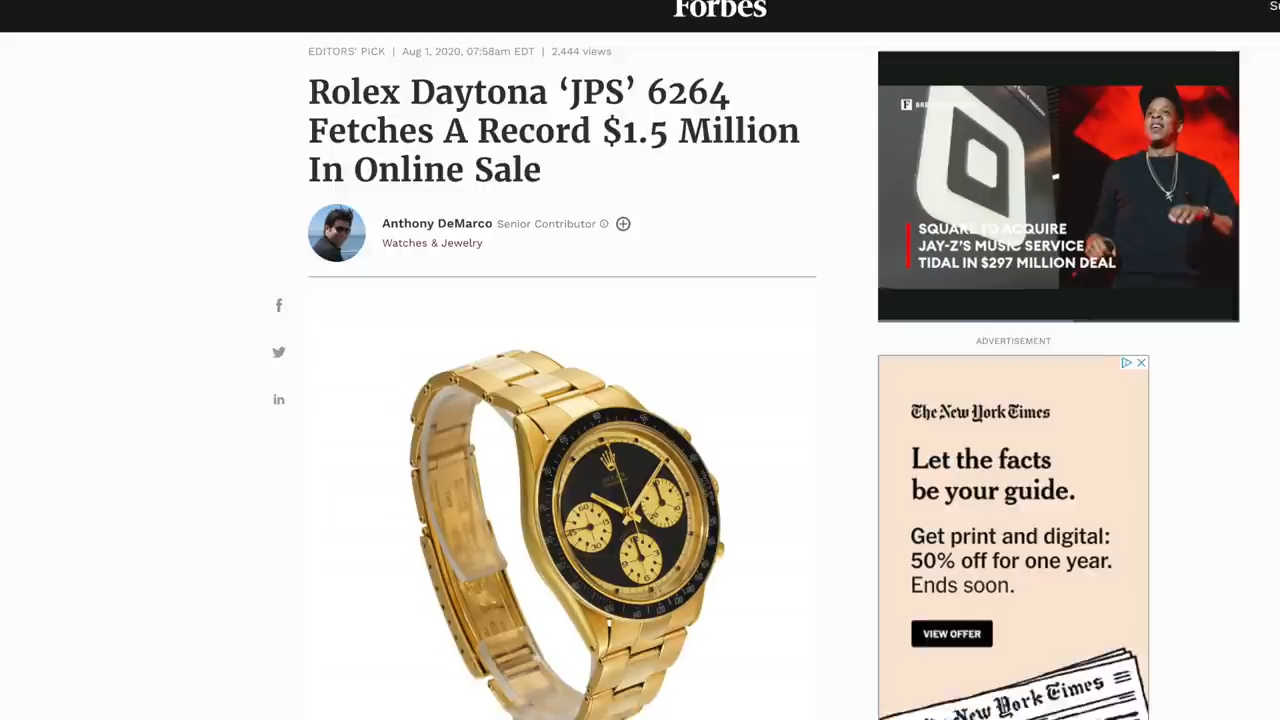 Forbes
EDITORS' PICK | Aug 1, 2020, 07:58am EDT | 2,444 views
Rolex Daytona ‘JPS’ 6264
Fetches A Record $1.5 Million
In Online Sale
Anthony DeMarco Senior Contributor
Watches & Jewelry
SQUARE TO ACQUIRE
JAY-Z'S MUSIC SERVICE
TIDAL IN $297 MILLION DEAL
ADVERTISEMENT
The New York Times
Let the facts
be your guide.
Get print and digital:
50% off for one year.
Ends soon.
VIEW OFFER
New York Times